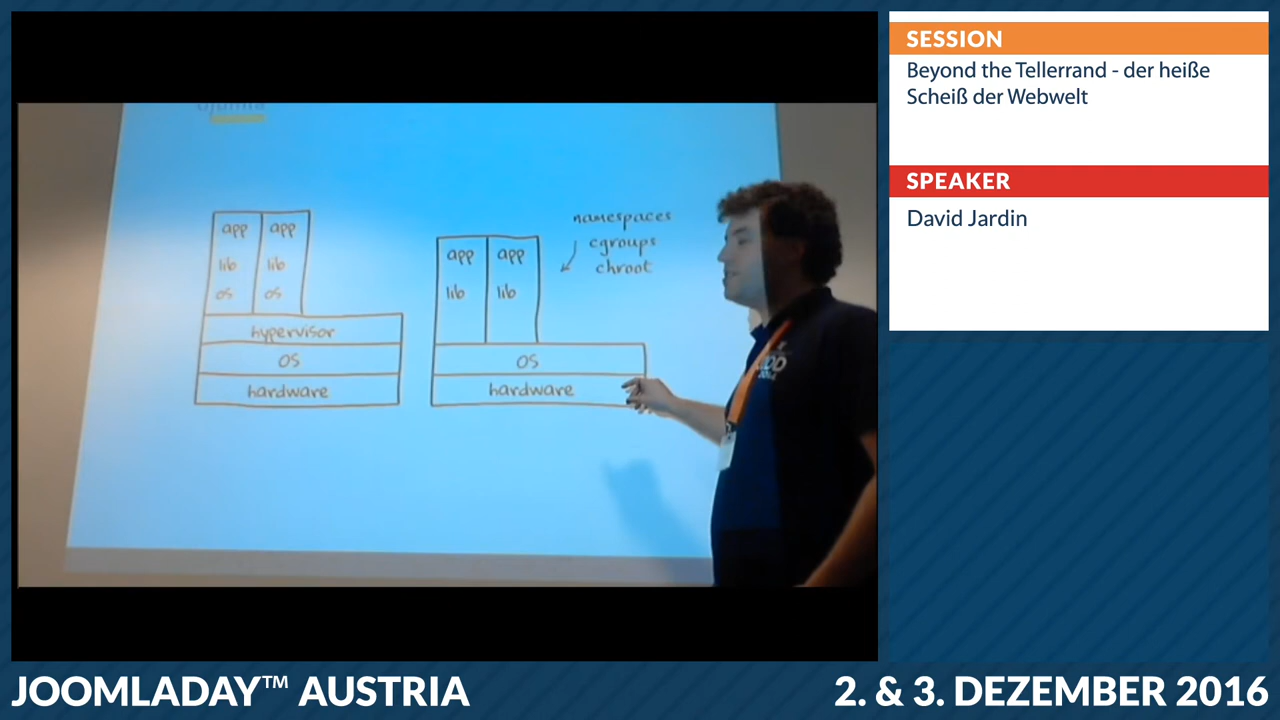 SESSION
Beyond the Tellerrand - der heiße
Scheiß der Webwelt
SPEAKER
David Jardin
app app
lib lib
os os
hypervisor
OS
hardware
app app
lib lib
OS
hardware
namespaces
cgroups
chroot
JOOMLADAY™ AUSTRIA
2. & 3. DEZEMBER 2016